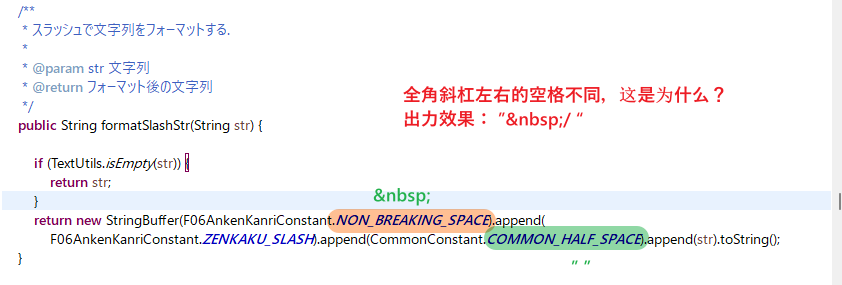 /**
* スラッシュで文字列をフォーマットする.
*
* @param str 文字列
* @return フォーマット後の文字列
*/
public String formatSlashStr(String str) {
全角斜杠左右的空格不同，这是为什么？
出力效果： “&nbsp;/ “
if (TextUtils.isEmpty(str)) {
return str;
}
&nbsp;
return new StringBuffer(F06AnkenKanriConstant.NON_BREAKING_SPACE).append(
F06AnkenKanriConstant.ZENKAKU_SLASH).append(CommonConstant.COMMON_HALF_SPACE).append(str).toString();
“ ”
}